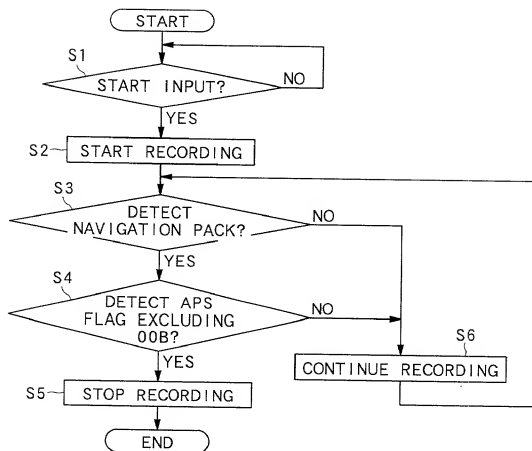 START
S1
START INPUT?
NO
YES
S2
START RECORDING
S3
DETECT
NAVIGATION PACK?
NO
YES
S4
DETECT APS
FLAG EXCLUDING
00B?
NO
YES
S6
CONTINUE RECORDING
S5
STOP RECORDING
END